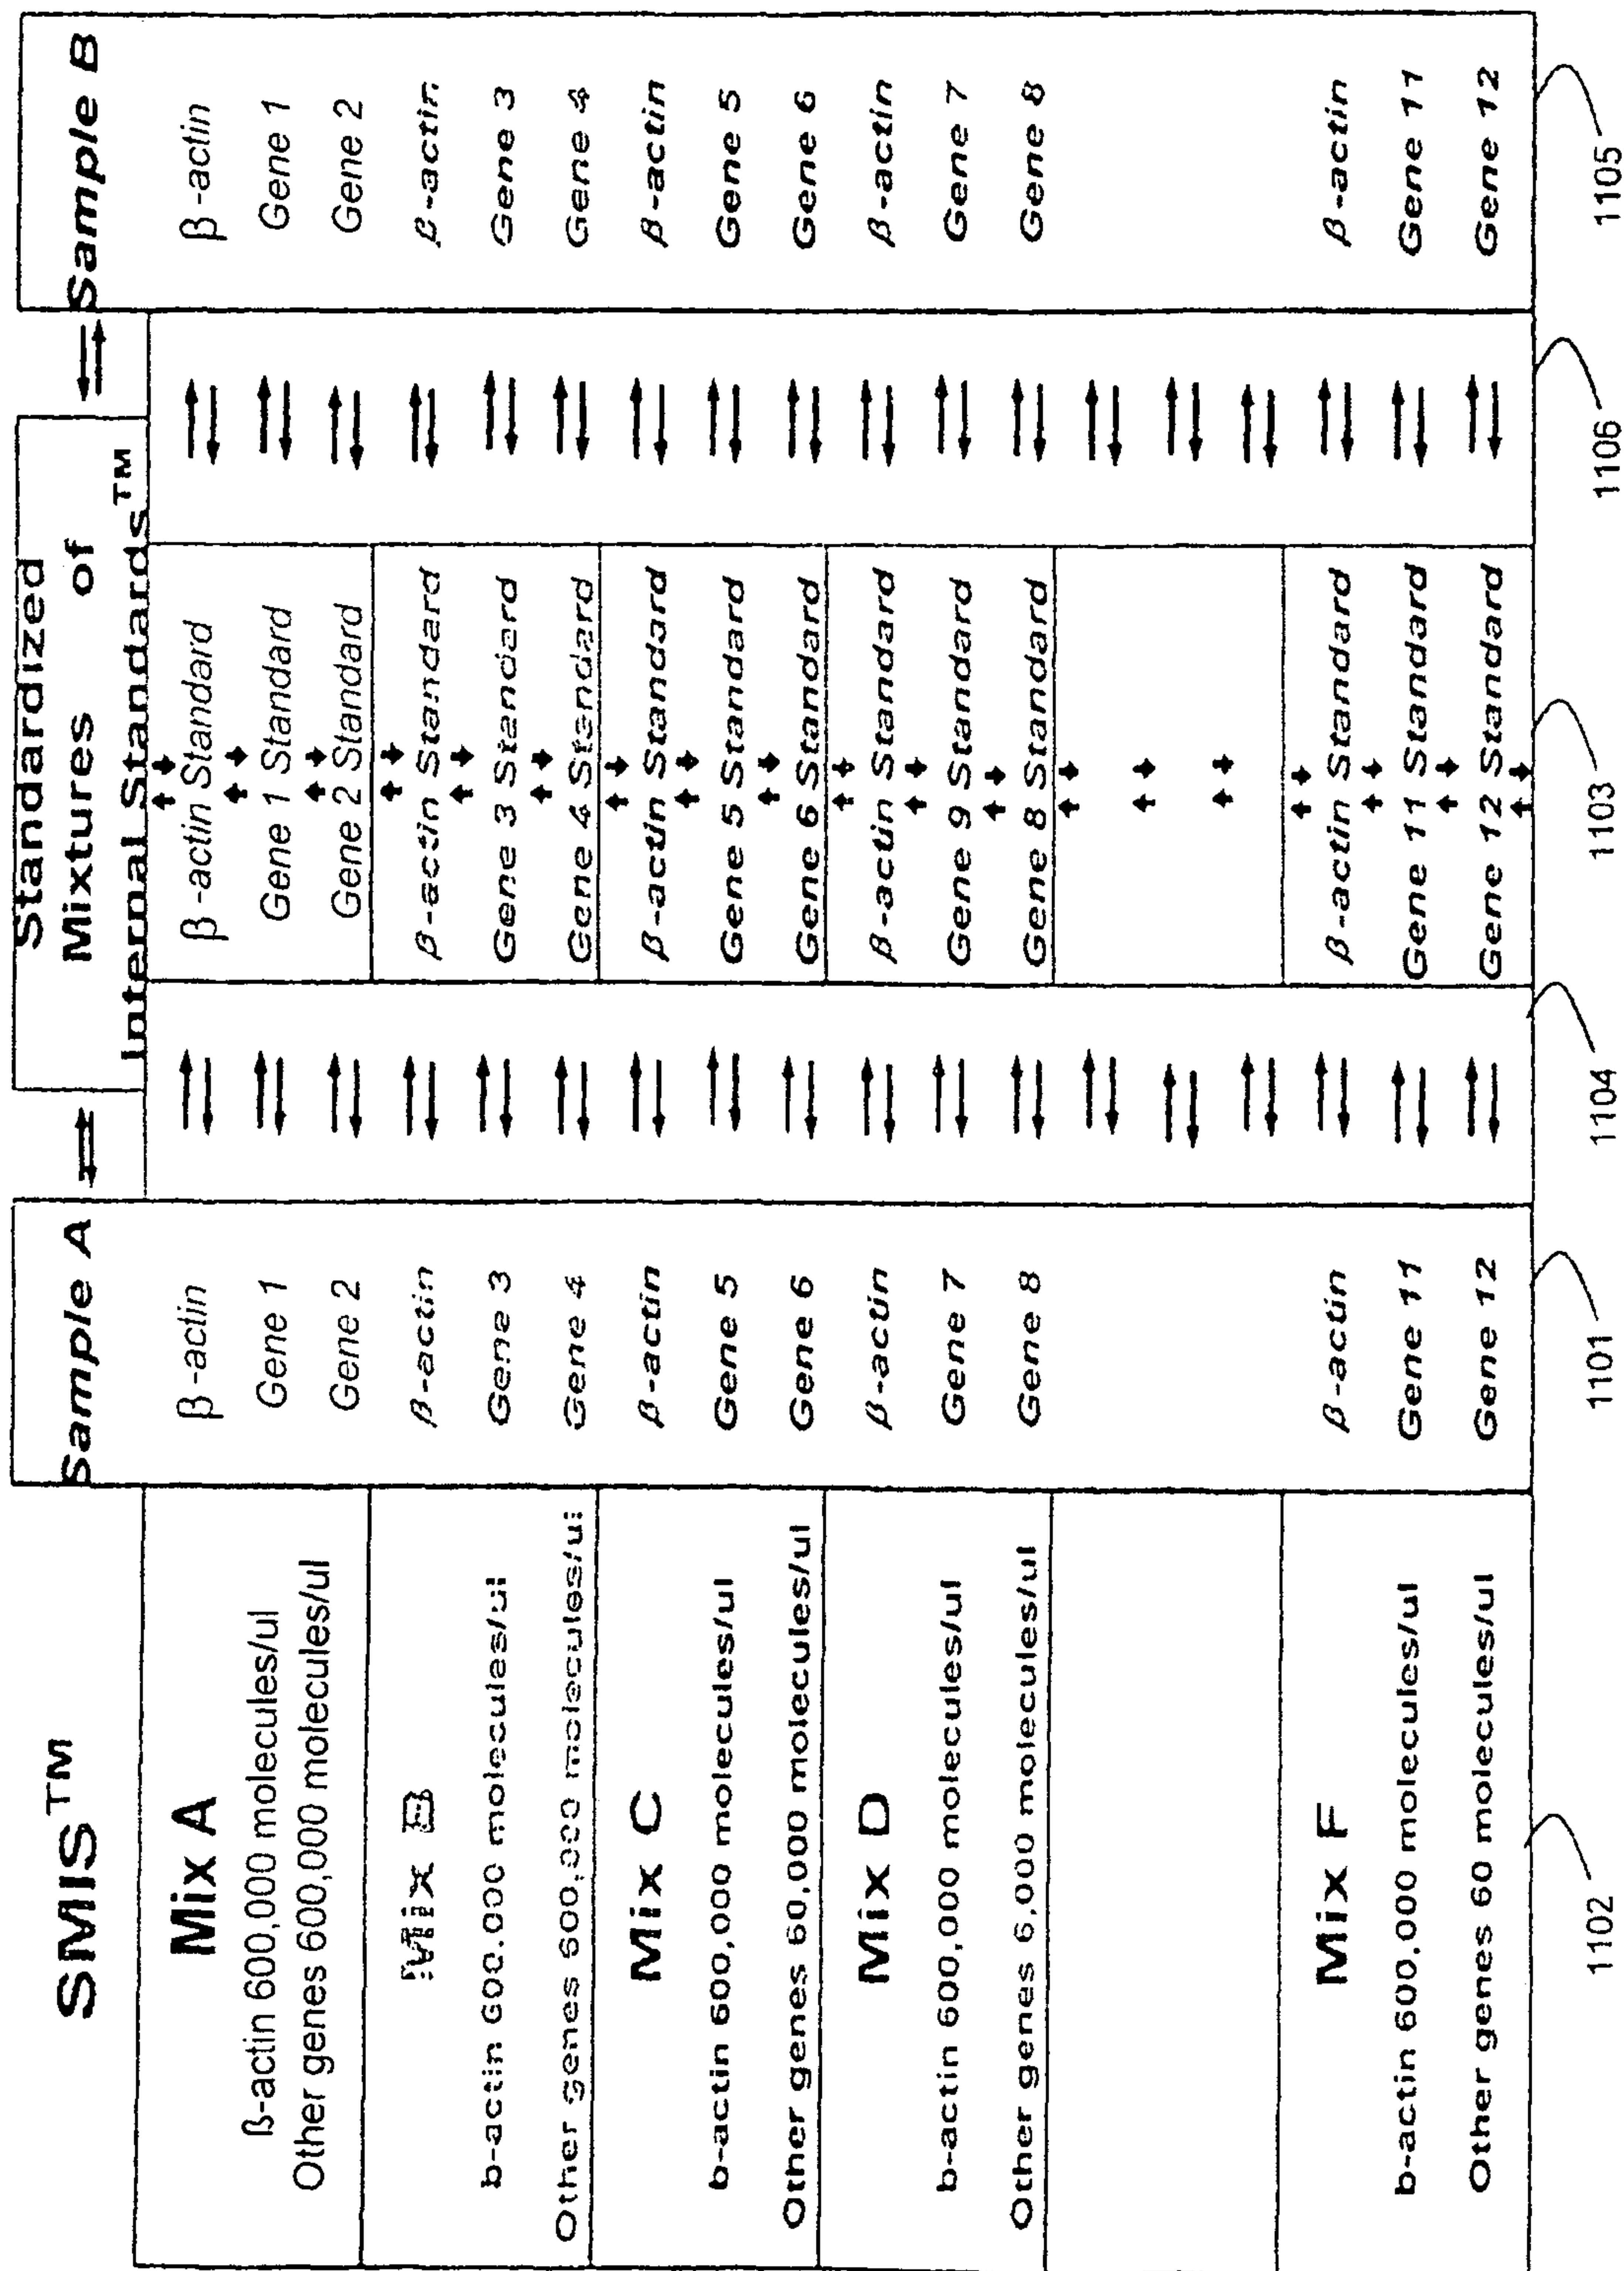 SMIS™
Mix A
ß-actin 600,000 molecules/ul
Other genes 600,000 molecules/ul
Mix B
b-actin 600.000 molecules/ul
Other genes 600,000 molecules/ul
Mix C
b-actin 600,000 molecules/ul
Other genes 60,000 molecules/ul
Mix D
b-actin 600,000 molecules/ul
Other genes 6,000 molecules/ul
Mix F
b-actin 600.000 molecules/ul
Other genes 60 molecules/ul
1102
Sample A
β-actin
Gene 1
Gene 2
β-actin
Gene 3
Gene 4
β-actin
Gene 5
Gene 6
β-actin
Gene 7
Gene 8
β-actin
Gene 11
Gene 12
1101
1104
Standardized
Mixtures of
Internal Standards™
β-actin Standard
Gene 1 Standard
Gene 2 Standard
β-actin Standard
Gene 3 Standard
Gene 4 Standard
β-actin Standard
Gene 5 Standard
Gene 6 Standard
β-actin Standard
Gene 9 Standard
Gene 8 Standard
β-actin Standard
Gene 11 Standard
Gene 12 Standard
1103
1106
Sample B
β-actin
Gene 1
Gene 2
β-actin
Gene 3
Gene 4
β-actin
Gene 5
Gene 6
β-actin
Gene 7
Gene 8
β-actin
Gene 11
Gene 12
1105